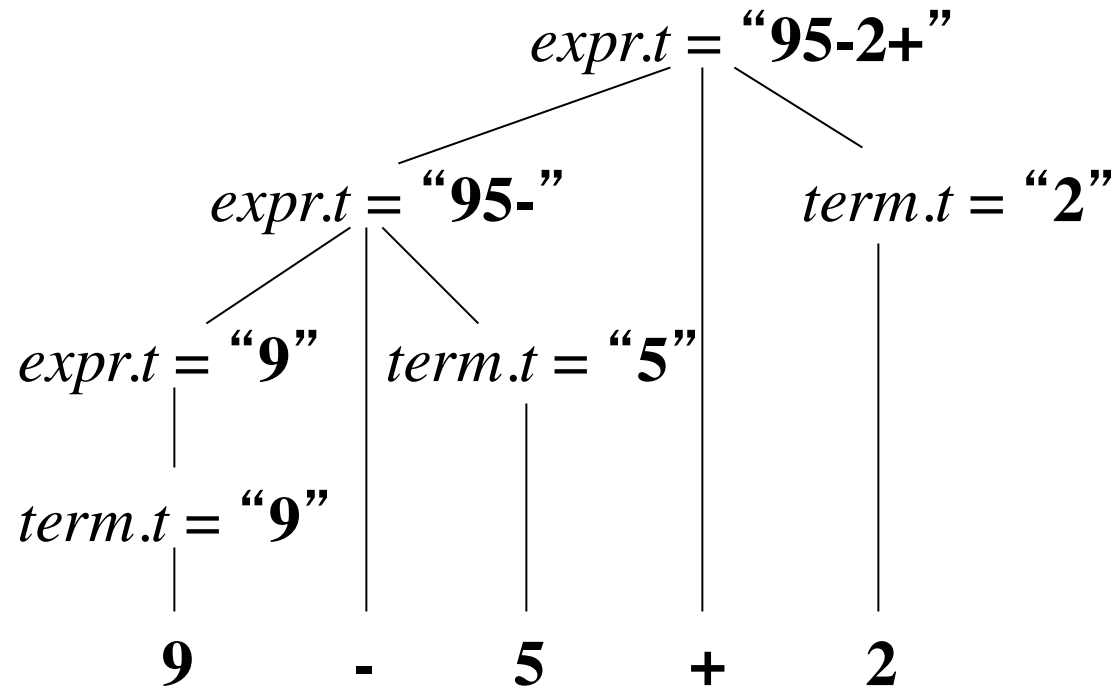 expr.t = “95-2+”
expr.t = “95-” term.t = “2”
expr.t = “9” term.t = “5”
term.t = “9”
9 - 5 + 2